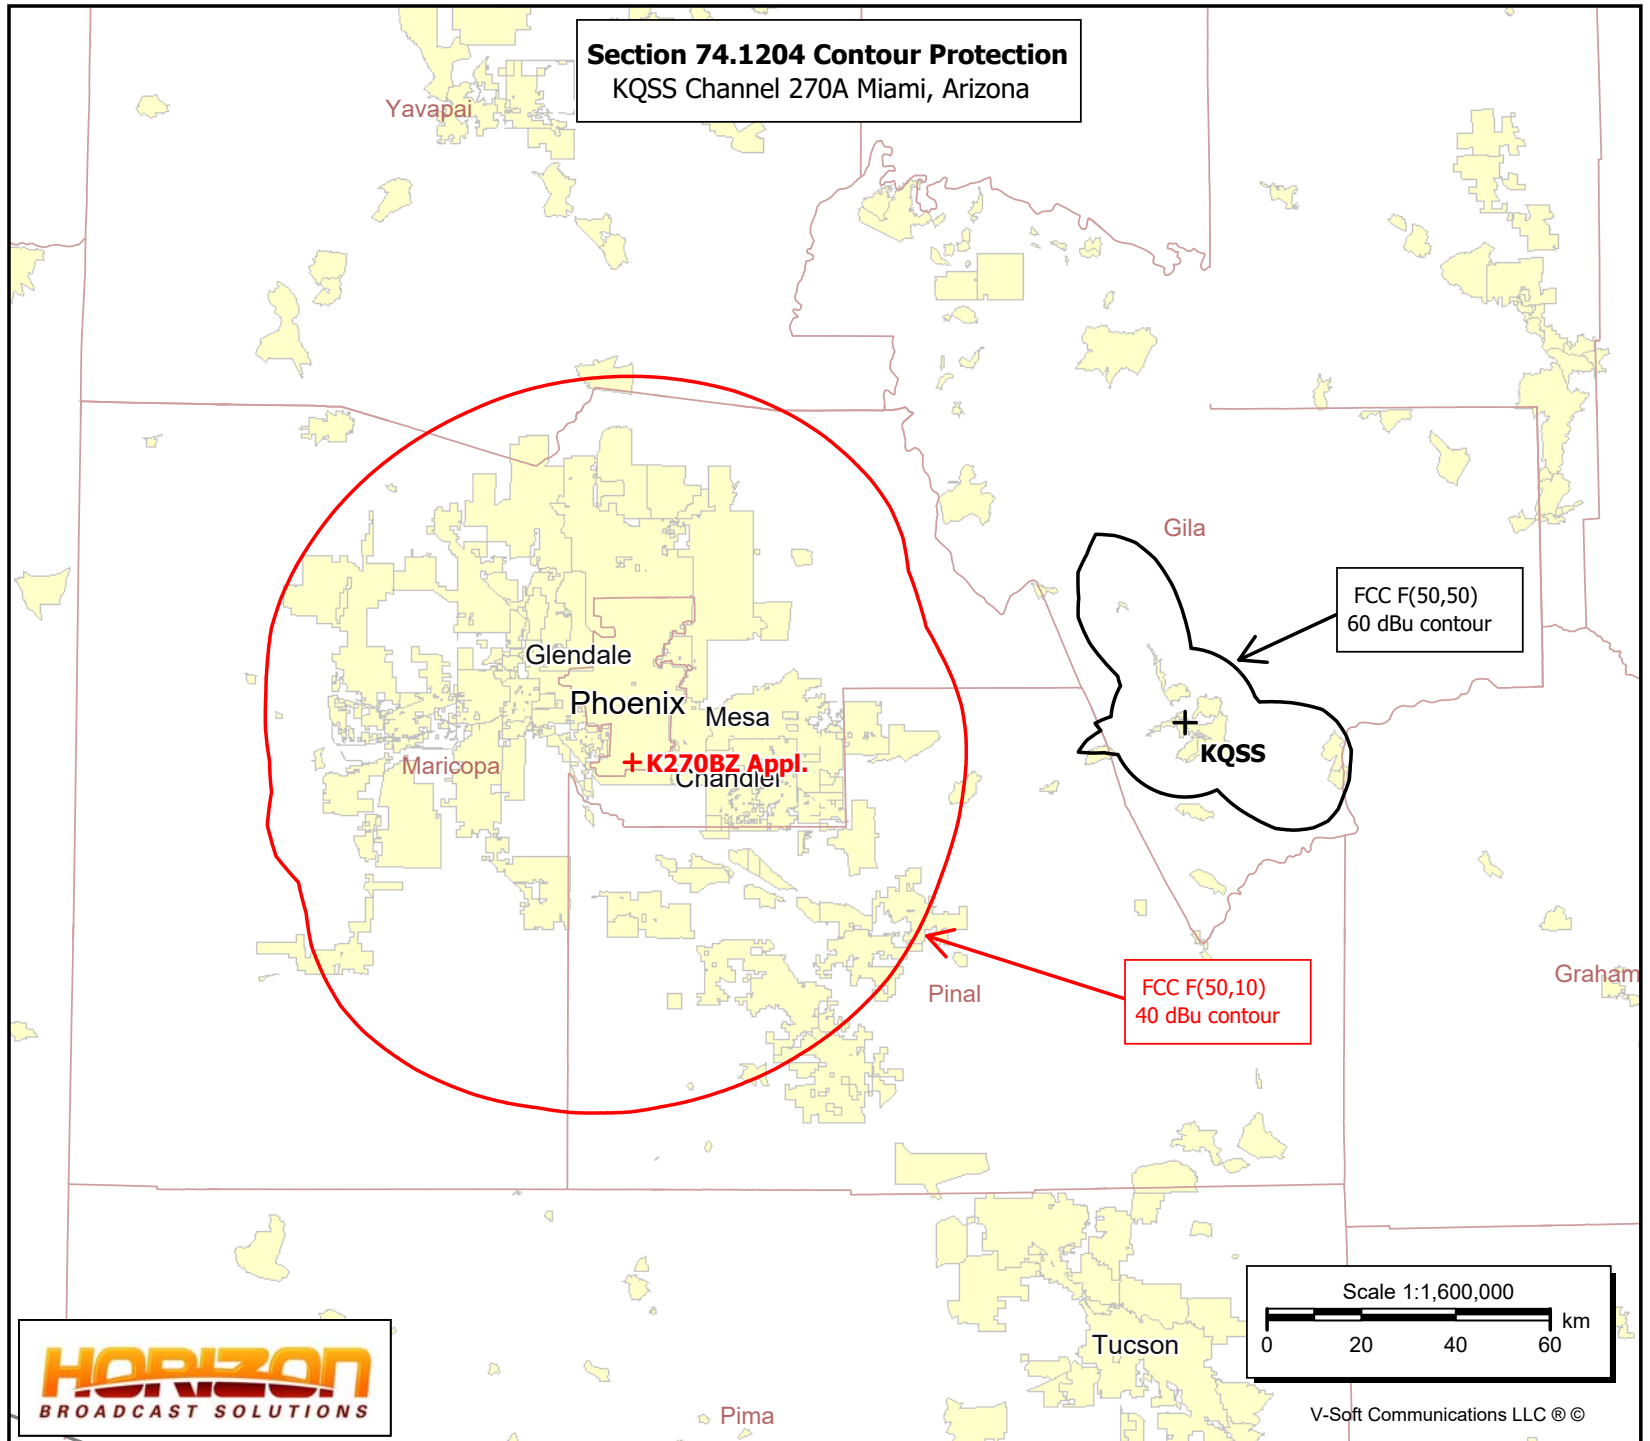 Section 74.1204 Contour Protection
KQSS Channel 270A Miami, Arizona
Yavapai
Gila
FCC F(50,50)
60 dBu contour
Glendale
Phoenix
Mesa
KQSS
Maricopa
+K270BZ Appl.
Chandler
Graham
FCC F(50,10)
40 dBu contour
Pinal
Scale 1:1,600,000
km
0 20 40 60
Tucson
HORIZON
BROADCAST SOLUTIONS
Pima
V-Soft Communications LLC ® ©